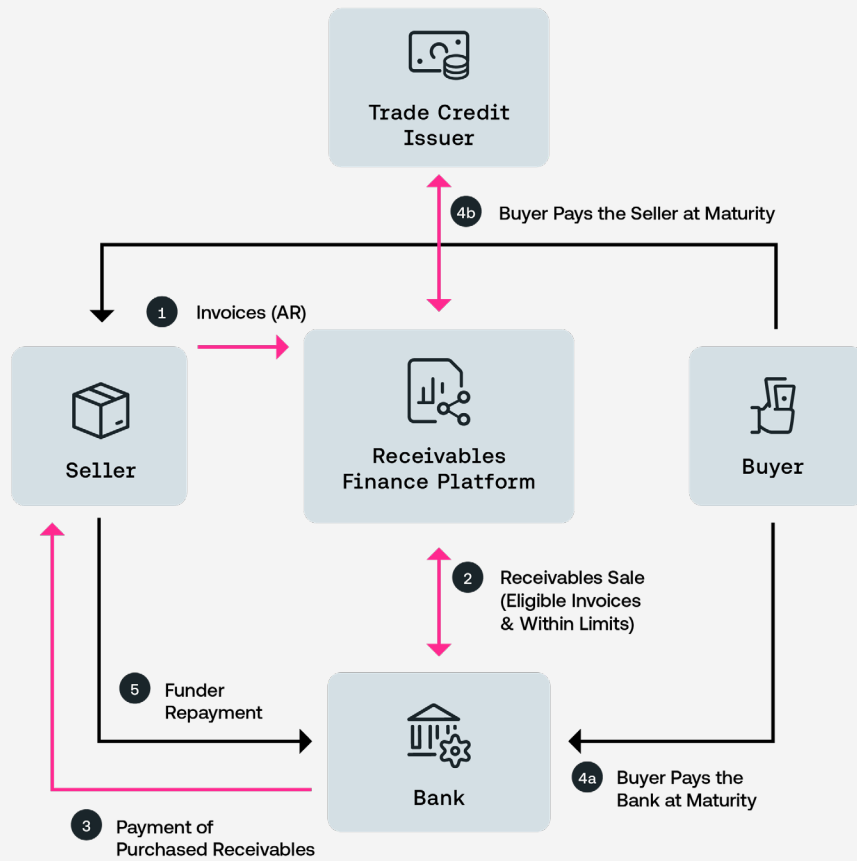 Trade Credit
Issuer
4b
Buyer Pays the Seller at Maturity
1
Invoices (AR)
Seller
Receivables
Finance Platform
Buyer
2
Receivables Sale
(Eligible Invoices
& Within Limits)
5
Funder
Repayment
Bank
4a
Buyer Pays the
Bank at Maturity
3
Payment of
Purchased Receivables